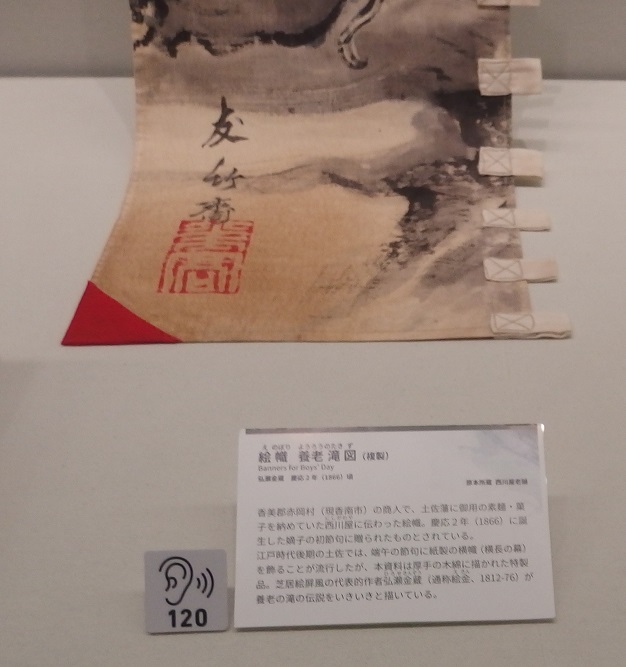 友
竹
斎
絵幟 養老滝図（複製）
Banners for Boys' Day
弘瀬金蔵 慶応2年（1866）頃
原本所蔵 西川屋老舗
香美郡赤岡村（現香南市）の商人で、土佐藩に御用の素麺・菓
子を納めていた西川屋に伝わった絵幟。慶応2年（1866）に誕
生した嫡子の初節句に贈られたものとされている。
江戸時代後期の土佐では、端午の節句に紙製の横幟（横長の幕）
を飾ることが流行したが、本資料は厚手の木綿に描かれた特製
品。芝居絵屏風の代表的作者弘瀬金蔵（通称絵金、1812-76）が
養老の滝の伝説をいきいきと描いている。
120